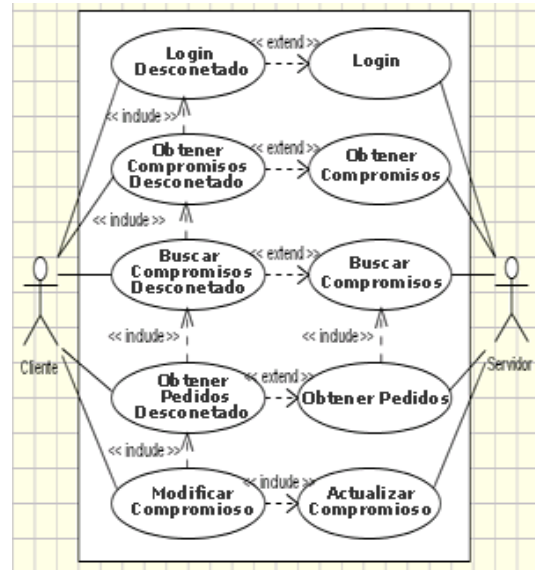 Login
Desconetado
<< extend >>
Login
<< include >>
Obtener
Compromisos
Desconetado
<< extend >>
Obtener
Compromisos
<< include >>
Buscar
Compromisos
Desconetado
<< extend >>
Buscar
Compromisos
Cliente
Servidor
<< include >>
<< include >>
Obtener
Pedidos
Desconetado
<< extend >>
Obtener Pedidos
<< include >>
Modificar
Compromioso
<< include >>
Actualizar
Compromioso